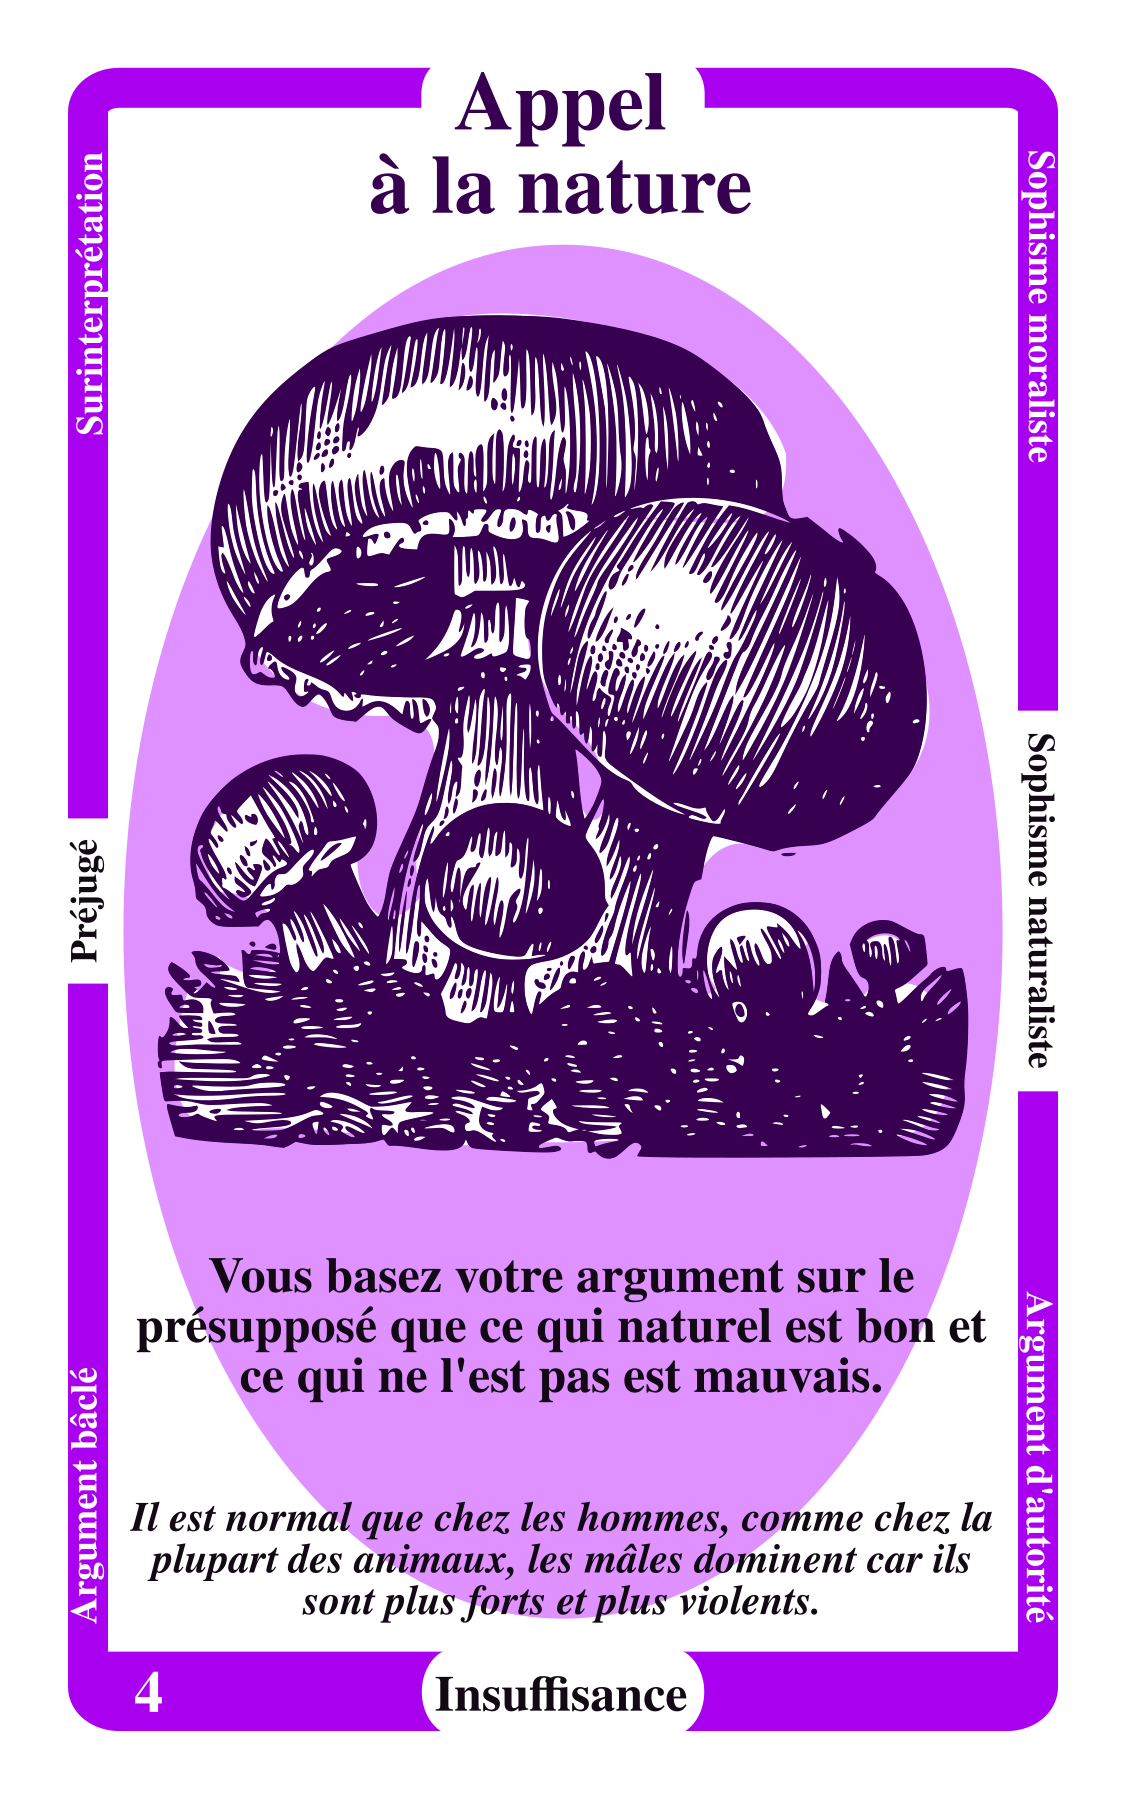 Appel
à la nature
Surinterprétation
Préjugé
Argument bâclé
Sophisme moraliste
Sophisme naturaliste
Argument d'autorité
Vous basez votre argument sur le
présupposé que ce qui naturel est bon et
ce qui ne l'est pas est mauvais.
Il est normal que chez les hommes, comme chez la
plupart des animaux, les mâles dominent car ils
sont plus forts et plus violents.
4
Insuffisance